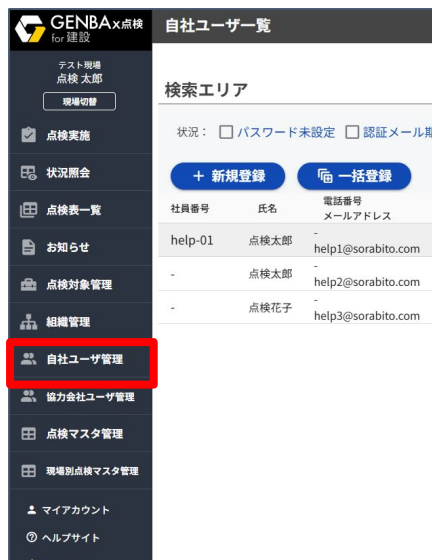 GENBAx点検
for 建設
自社ユーザ一覧
テスト現場
点検 太郎
現場切替
検索エリア
点検実施
状況照会
点検表一覧
お知らせ
点検対象管理
組織管理
自社ユーザ管理
協力会社ユーザ管理
点検マスタ管理
現場別点検マスタ管理
マイアカウント
ヘルプサイト
状況： パスワード未設定 認証メール期
＋ 新規登録 一括登録
社員番号 氏名 電話番号
メールアドレス
help-01 点検太郎 -
help1@sorabito.com
- 点検太郎 -
help2@sorabito.com
- 点検花子 -
help3@sorabito.com